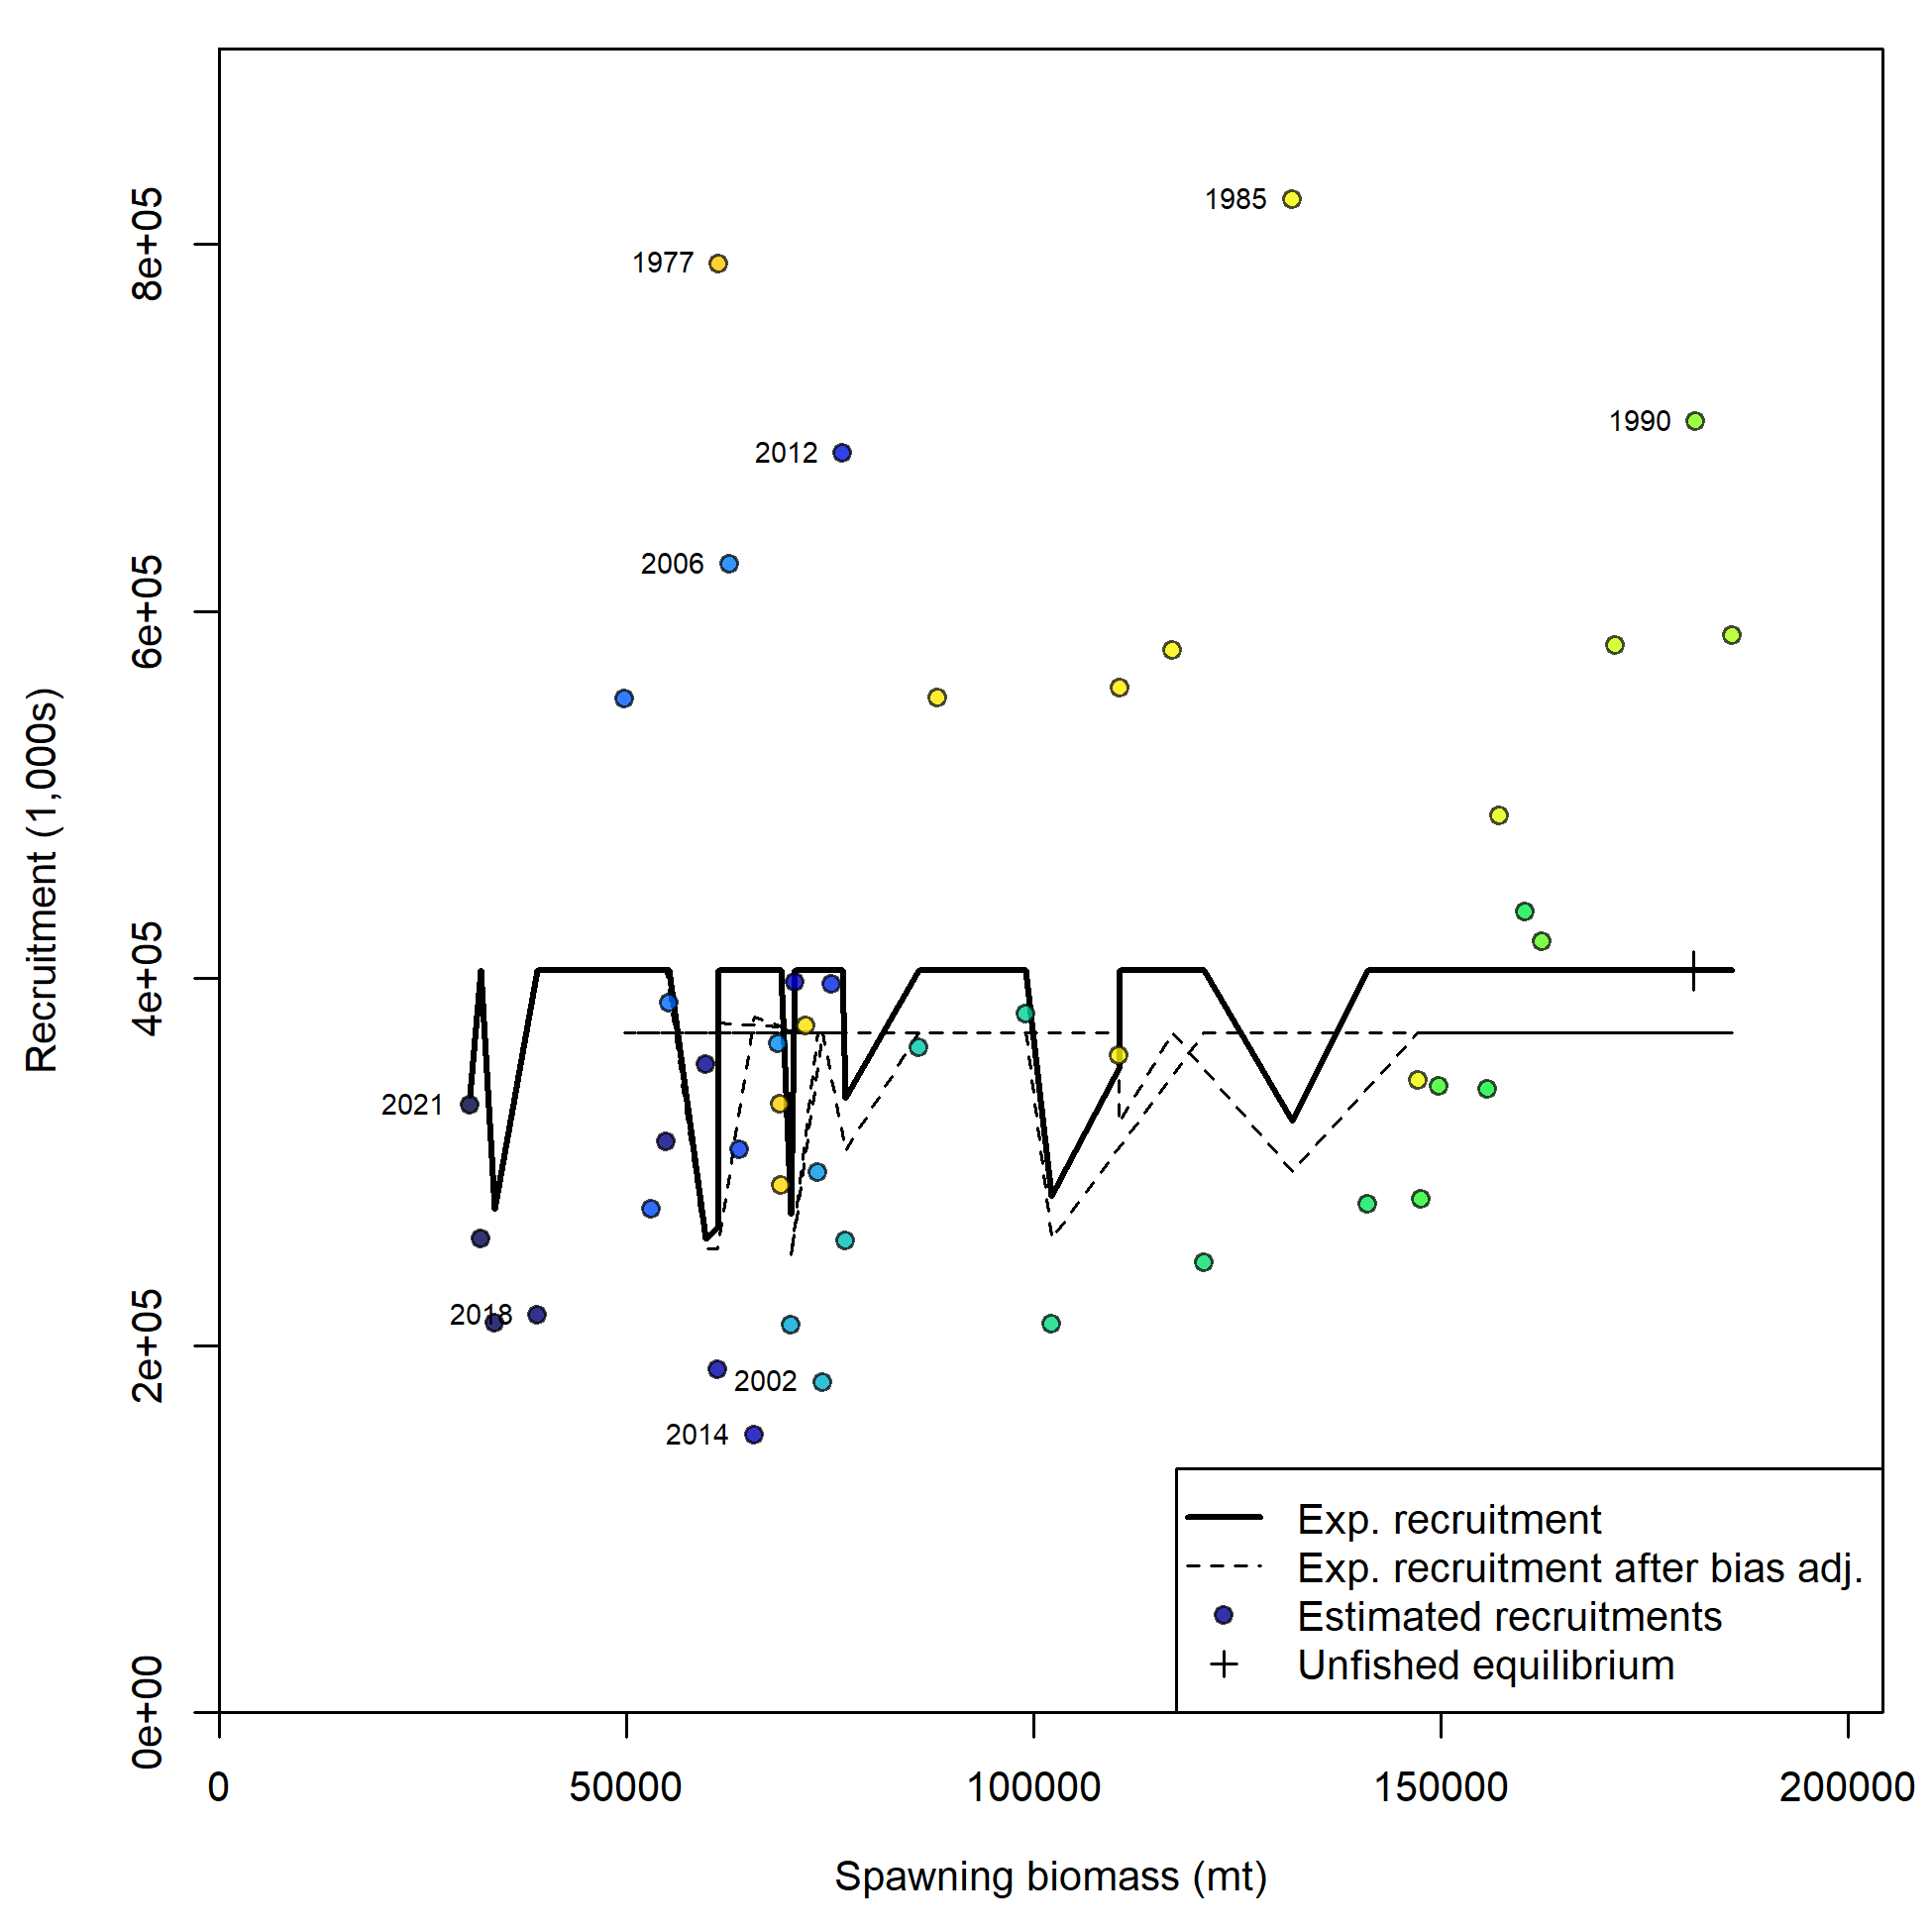 1985
1977
1990
2012
2006
2021
2018
2002
2014
8e+05
6e+05
4e+05
2e+05
0e+00
Recruitment (1,000s)
Exp. recruitment
Exp. recruitment after bias adj.
Estimated recruitments
Unfished equilibrium
0 50000 100000 150000 200000
Spawning biomass (mt)